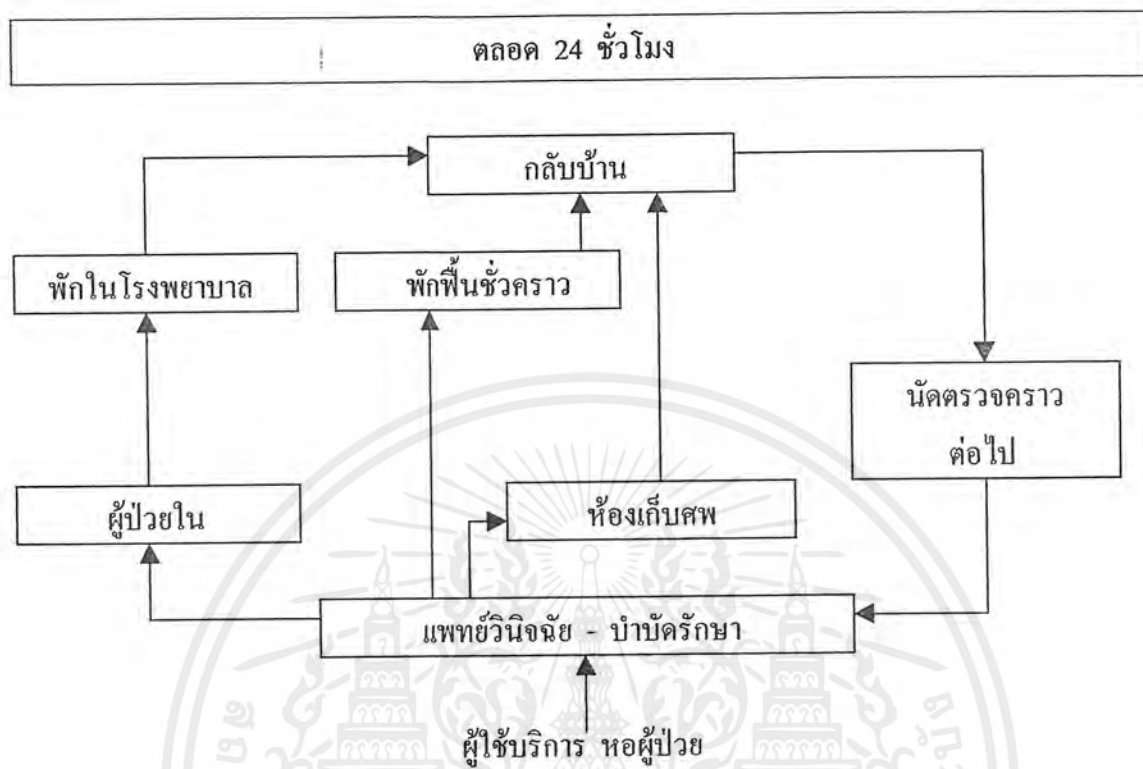 ตลอด 24 ชั่วโมง
กลับบ้าน
พักในโรงพยาบาล
พักฟื้นชั่วคราว
นัดตรวจคราว
ต่อไป
ผู้ป่วยใน
ห้องเก็บศพ
แพทย์วินิจฉัย - บำบัดรักษา
ผู้ใช้บริการ หอผู้ป่วย